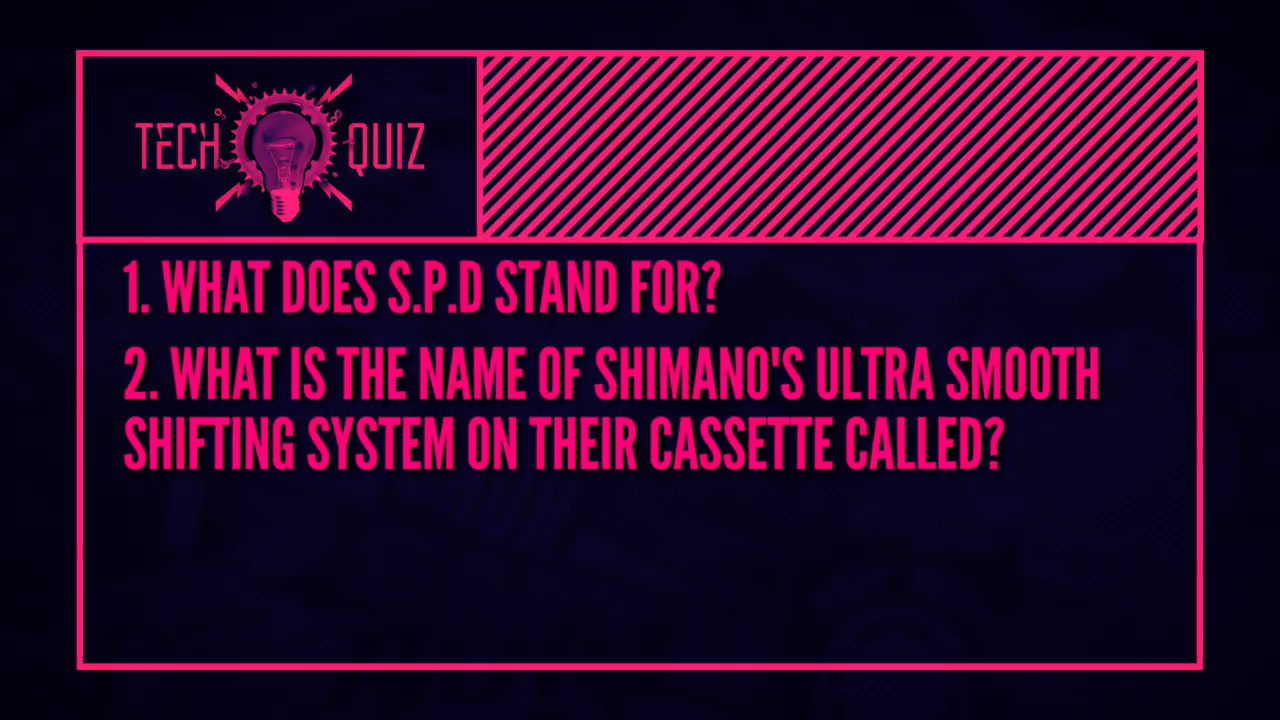 TECH QUIZ
1. WHAT DOES S.P.D STAND FOR?
2. WHAT IS THE NAME OF SHIMANO'S ULTRA SMOOTH
SHIFTING SYSTEM ON THEIR CASSETTE CALLED?